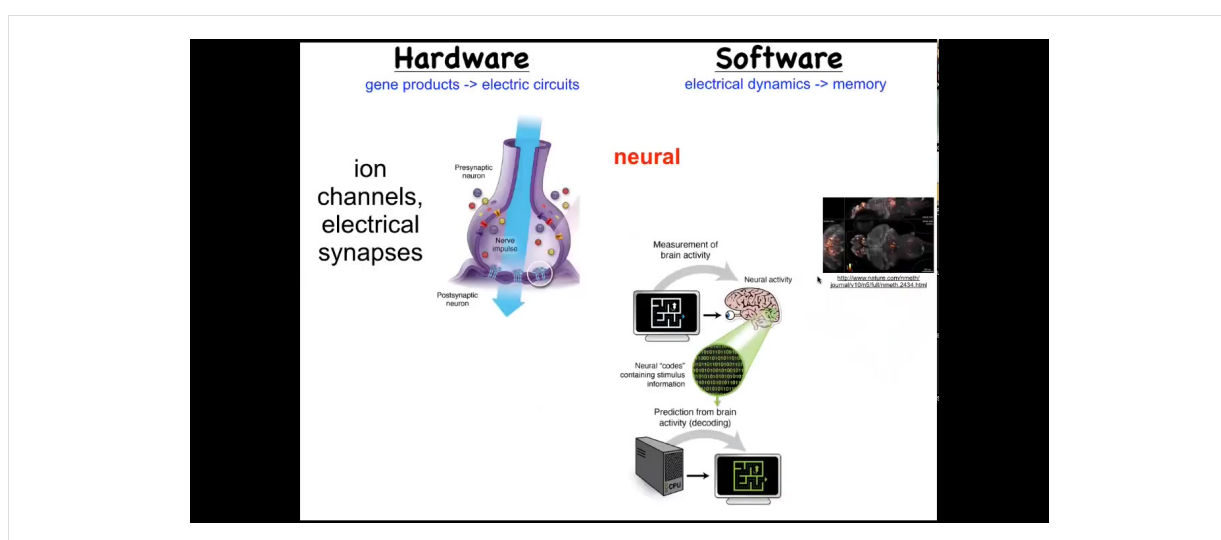 Hardware
gene products -> electric circuits
ion
channels,
electrical
synapses
Presynaptic
neuron
Nerve
impulse
Postsynaptic
neuron
Software
electrical dynamics -> memory
neural
Measurement of
brain activity
Neural activity
http://www.nature.com/nmeth/
journal/v10/n5/full/nmeth.2434.html
Neural "codes"
containing stimulus
information
Prediction from brain
activity (decoding)
CPU